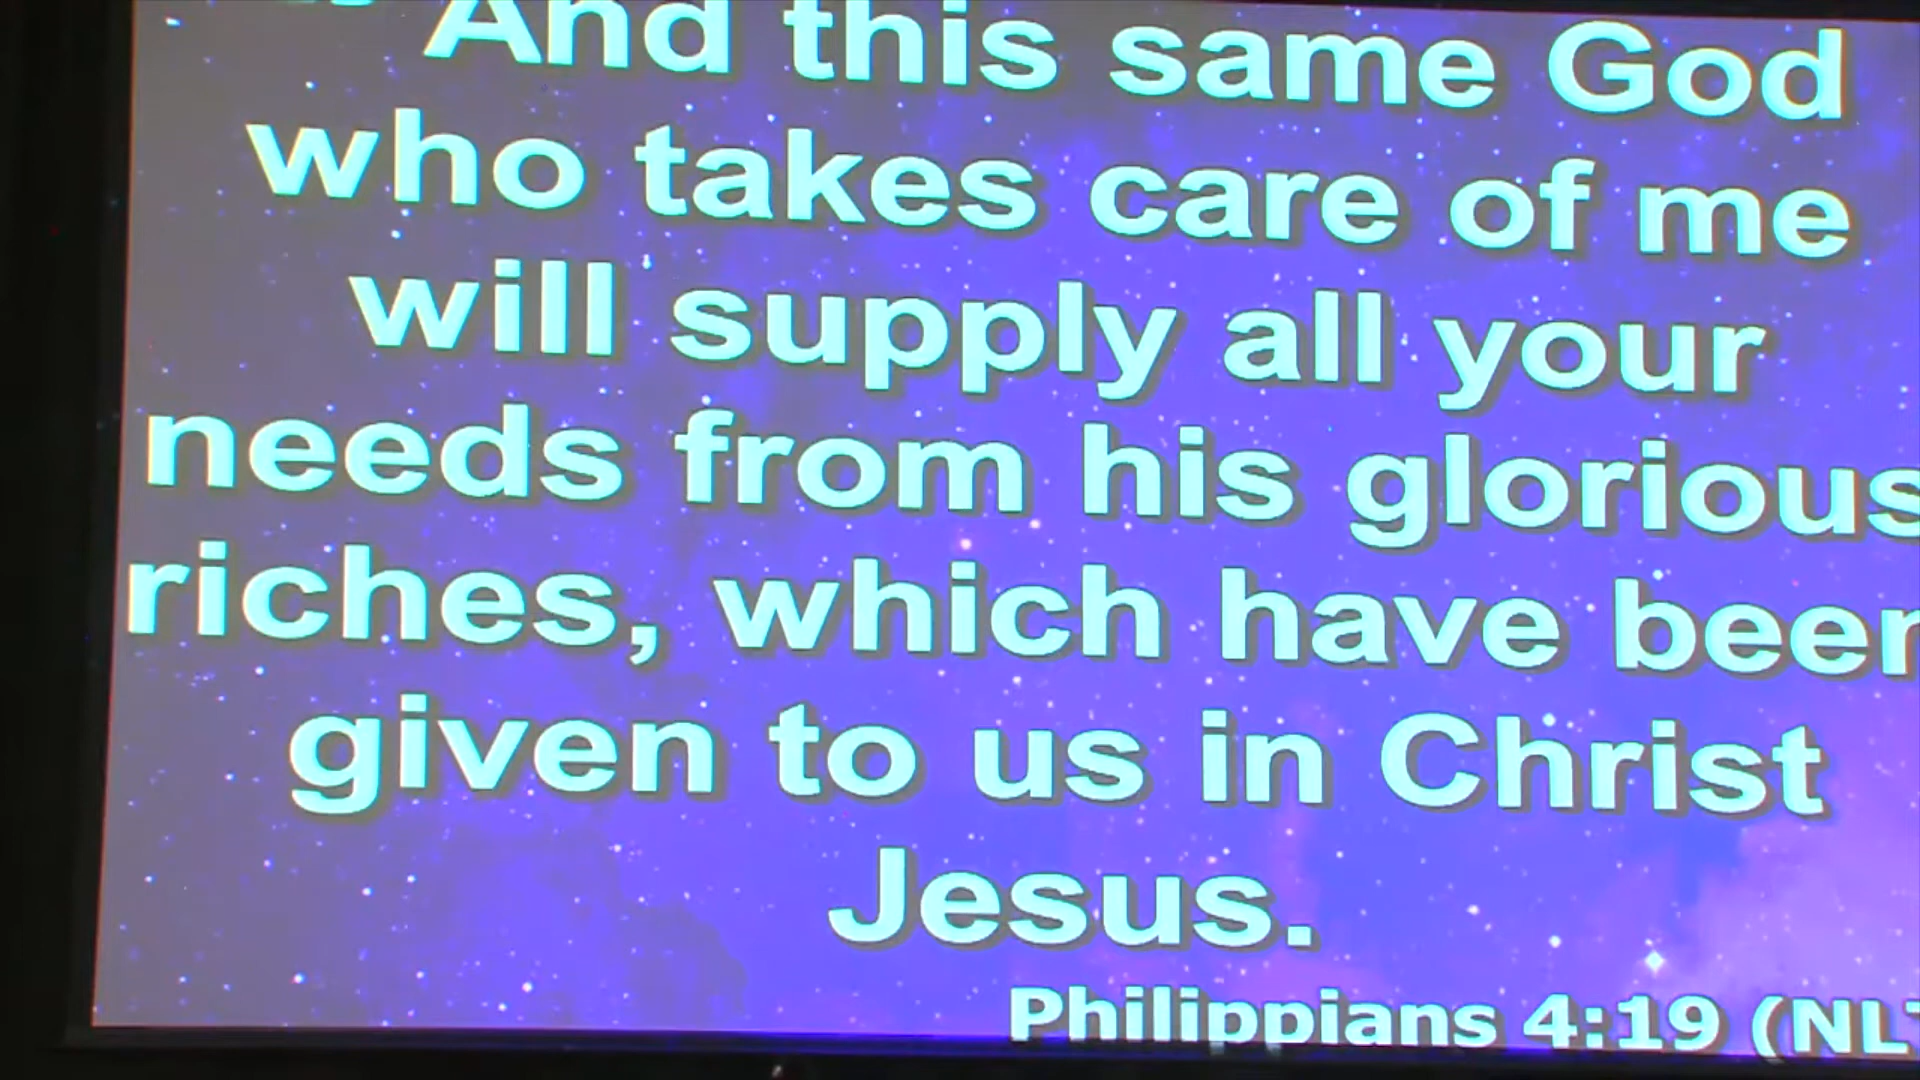 And this same God
who takes care of me
will supply all your
needs from his glorious
riches, which have been
given to us in Christ
Jesus.
Philippians 4:19 (NLT